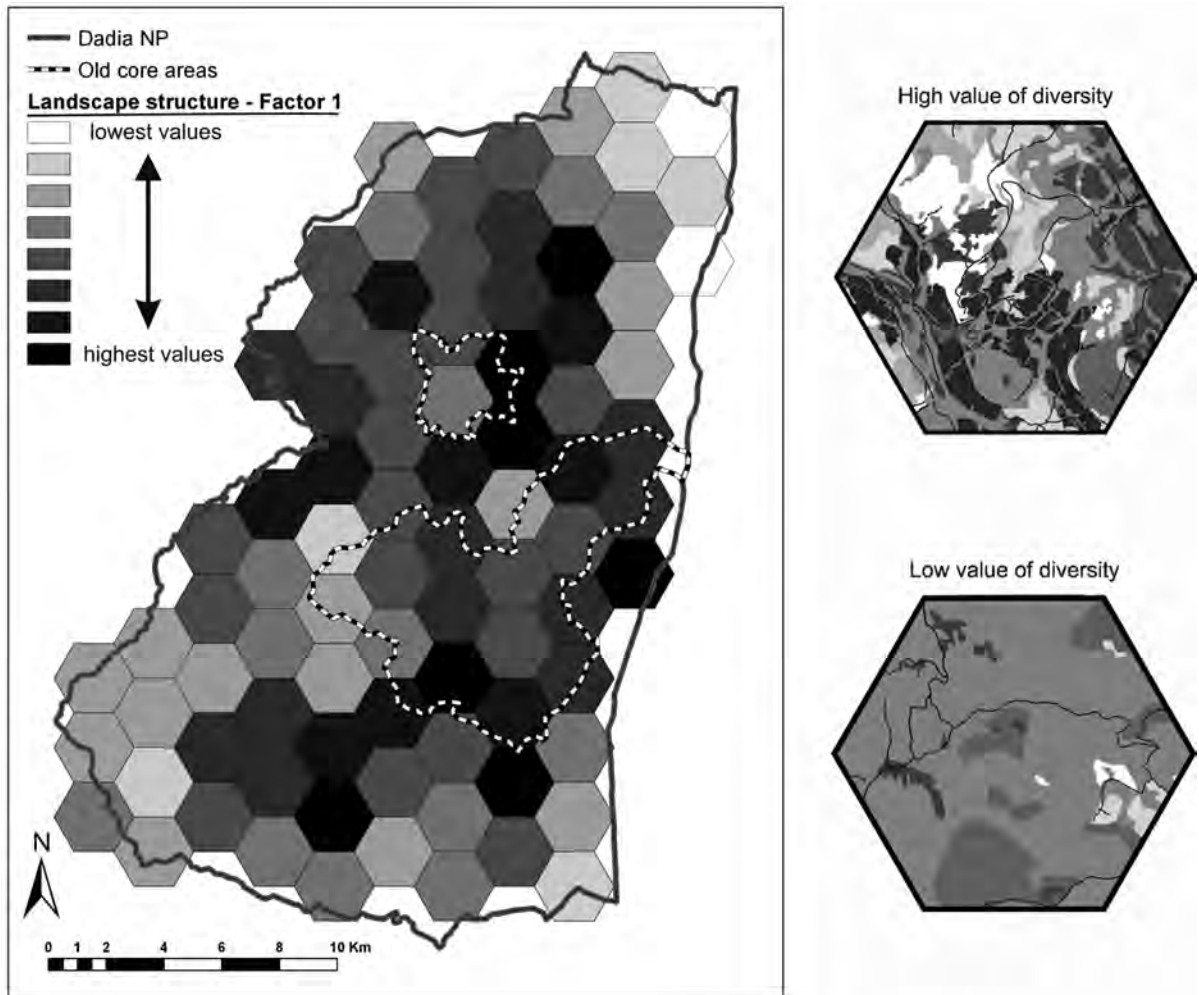 Dadia NP
Old core areas
Landscape structure - Factor 1
lowest values
highest values
N
0 1 2 4 6 8 10 Km
High value of diversity
Low value of diversity